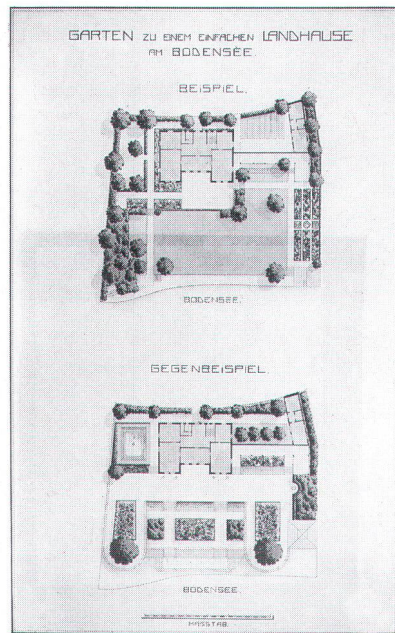 GARTEN ZU EINEM EINFACHEN LANDHAUSE
AM BODENSEE.
BEISPIEL.
BODENSEE.
GEGENBEISPIEL.
BODENSEE.
MASSTAB.